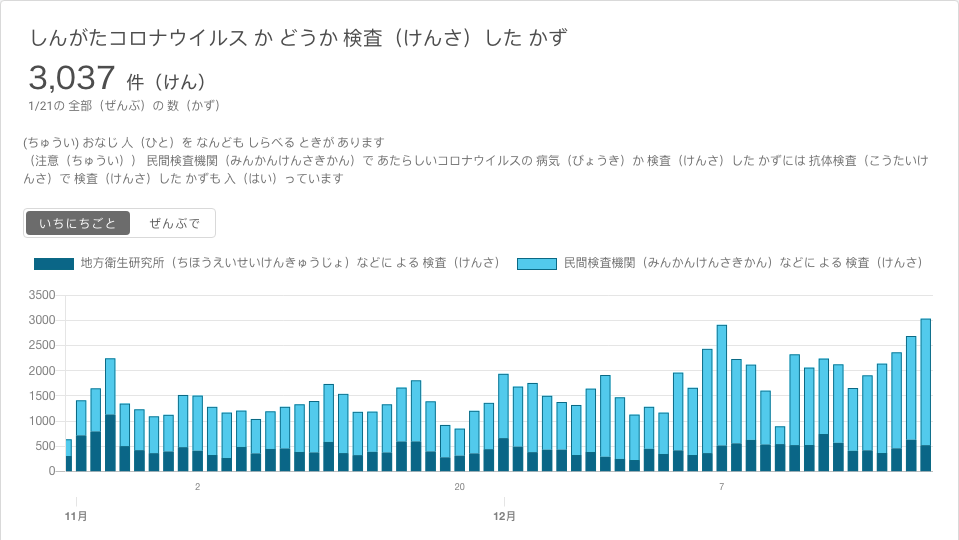 しんがたコロナウイルス か どうか 検査（けんさ）した かず
3,037 件（けん）
1/21の 全部（ぜんぶ）の 数（かず）
(ちゅうい) おなじ 人（ひと）を なんども しらべる ときが あります
（注意（ちゅうい）） 民間検査機関（みんかんけんさきかん）で あたらしいコロナウイルスの 病気（びょうき）か 検査（けんさ）した かずには 抗体検査（こうたいけ
んさ）で 検査（けんさ）した かずも 入（はい）っています
いちにちごと ぜんぶで
地方衛生研究所（ちほうえいせいけんきゅうじょ）などに よる 検査（けんさ） 民間検査機関（みんかんけんさきかん）などに よる 検査（けんさ）
3500
3000
2500
2000
1500
1000
500
0
2 20 7
11月 12月